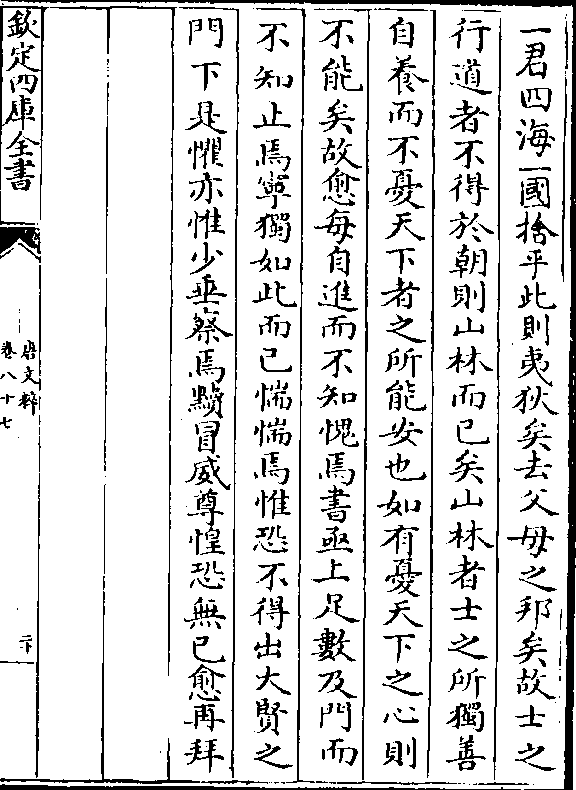 一君四海一國捨乎此則夷狄矣去父母之邦矣故士之
行道者不得於朝則山林而已矣山林者士之所獨善
自養而不憂天下者之所能安也如有憂天下之心則
不能矣故愈每自進而不知愧焉書亟上足數及門而
不知止焉寧獨如此而已惴惴焉惟恐不得出大賢之
門下是懼亦惟少垂察焉黷冒威尊惶恐無已愈再拜
欽定四庫全書
唐文粹
卷八十七
二十